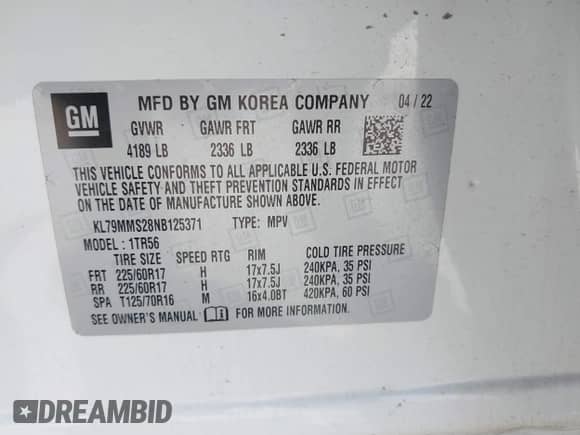 GM MFD BY GM KOREA COMPANY 04 / 22
GVWR GAWR FRT GAWR RR
4189 LB 2336 LB 2336 LB
THIS VEHICLE CONFORMS TO ALL APPLICABLE U.S. FEDERAL MOTOR
VEHICLE SAFETY AND THEFT PREVENTION STANDARDS IN EFFECT
ON THE DATE OF MANUFACTURE SHOWN ABOVE.
KL79MMS28NB125371 TYPE: MPV
MODEL : 1TR56
TIRE SIZE SPEED RTG RIM COLD TIRE PRESSURE
FRT 225/60R17 H 17x7.5J 240KPA, 35 PSI
RR 225/60R17 H 17x7.5J 240KPA, 35 PSI
SPA T125/70R16 M 16x4.0BT 420KPA, 60 PSI
SEE OWNER'S MANUAL FOR MORE INFORMATION.
DREAMBID